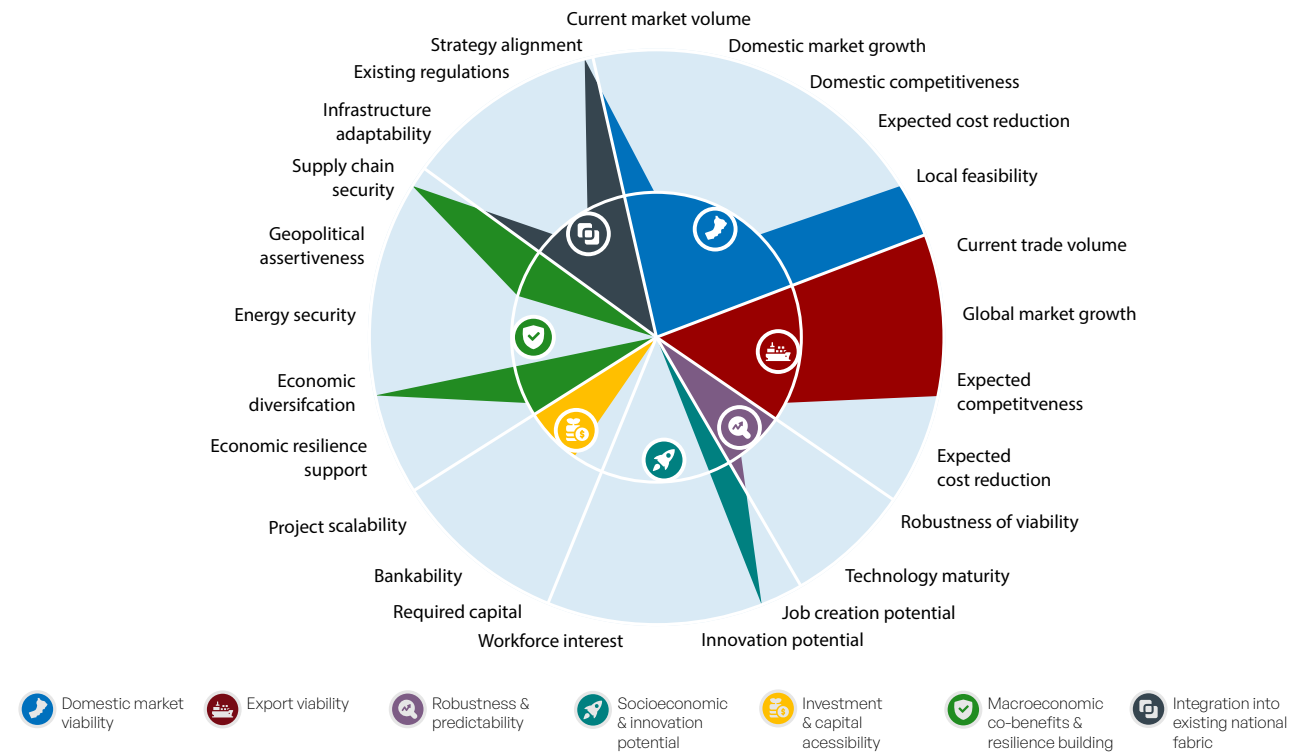 Current market volume
Domestic market growth
Domestic competitiveness
Expected cost reduction
Local feasibility
Current trade volume
Global market growth
Expected
competitveness
Expected
cost reduction
Robustness of viability
Technology maturity
Job creation potential
Innovation potential
Workforce interest
Required capital
Bankability
Project scalability
Economic resilience
support
Economic
diversifcation
Energy security
Geopolitical
assertiveness
Supply chain
security
Infrastructure
adaptability
Existing regulations
Strategy alignment
Domestic market
viability
Export viability
Robustness &
predictability
Socioeconomic
& innovation
potential
Investment
& capital
acessibility
Macroeconomic
co-benefits &
resilience building
Integration into
existing national
fabric